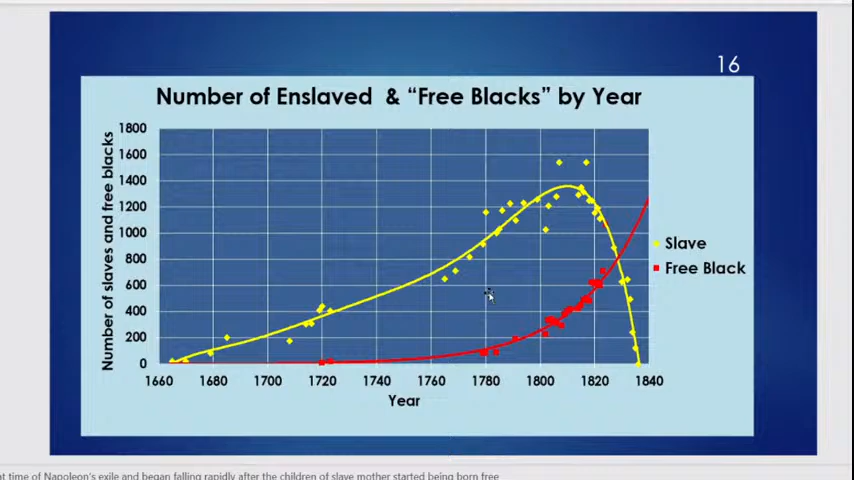 16
Number of Enslaved & “Free Blacks” by Year
Number of slaves and free blacks
1800
1600
1400
1200
1000
800
600
400
200
0
1660 1680 1700 1720 1740 1760 1780 1800 1820 1840
Year
Slave
Free Black
at time of Napoleon's exile and began falling rapidly after the children of slave mother started being born free